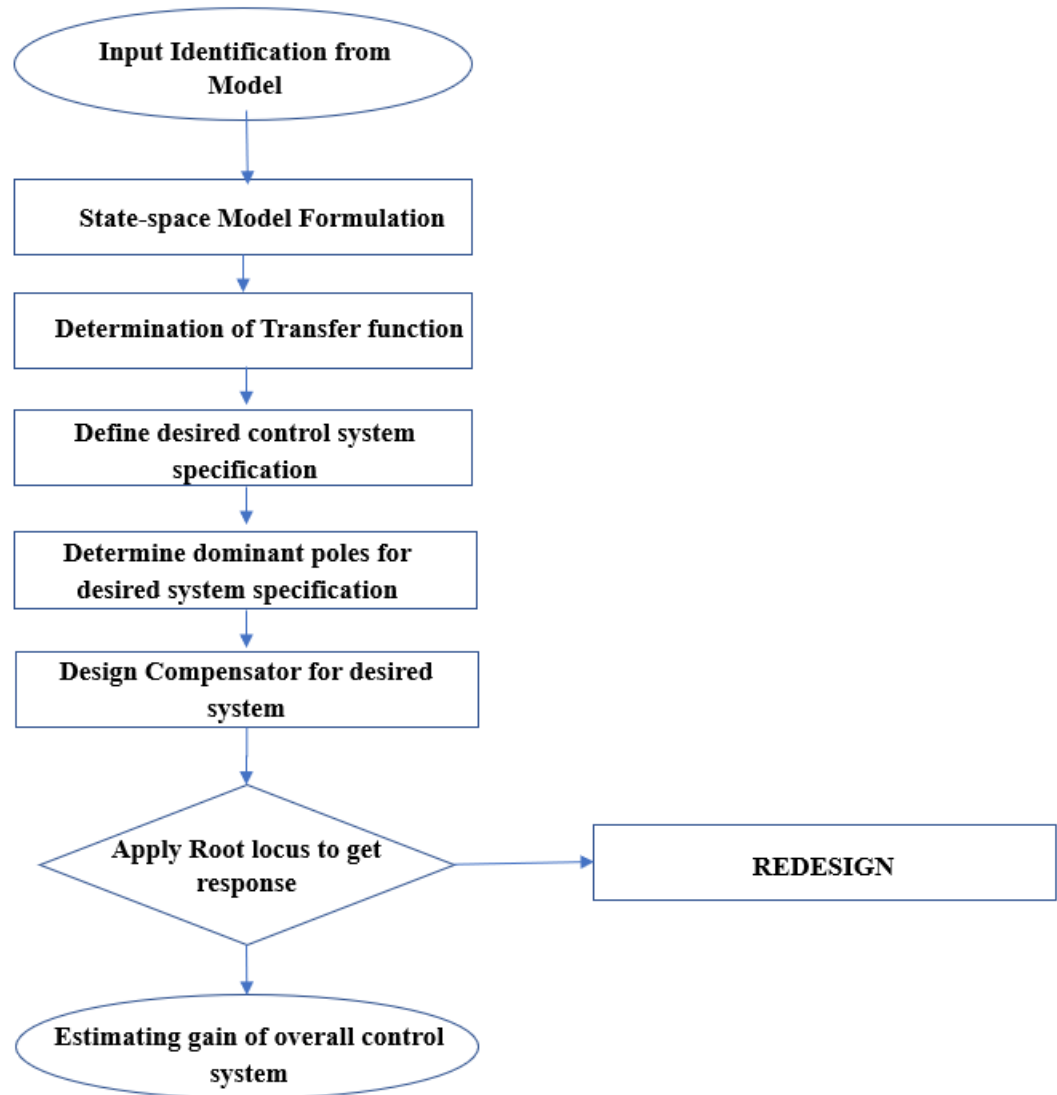 Input Identification from
Model
State-space Model Formulation
Determination of Transfer function
Define desired control system
specification
Determine dominant poles for
desired system specification
Design Compensator for desired
system
Apply Root locus to get
response
REDESIGN
Estimating gain of overall control
system